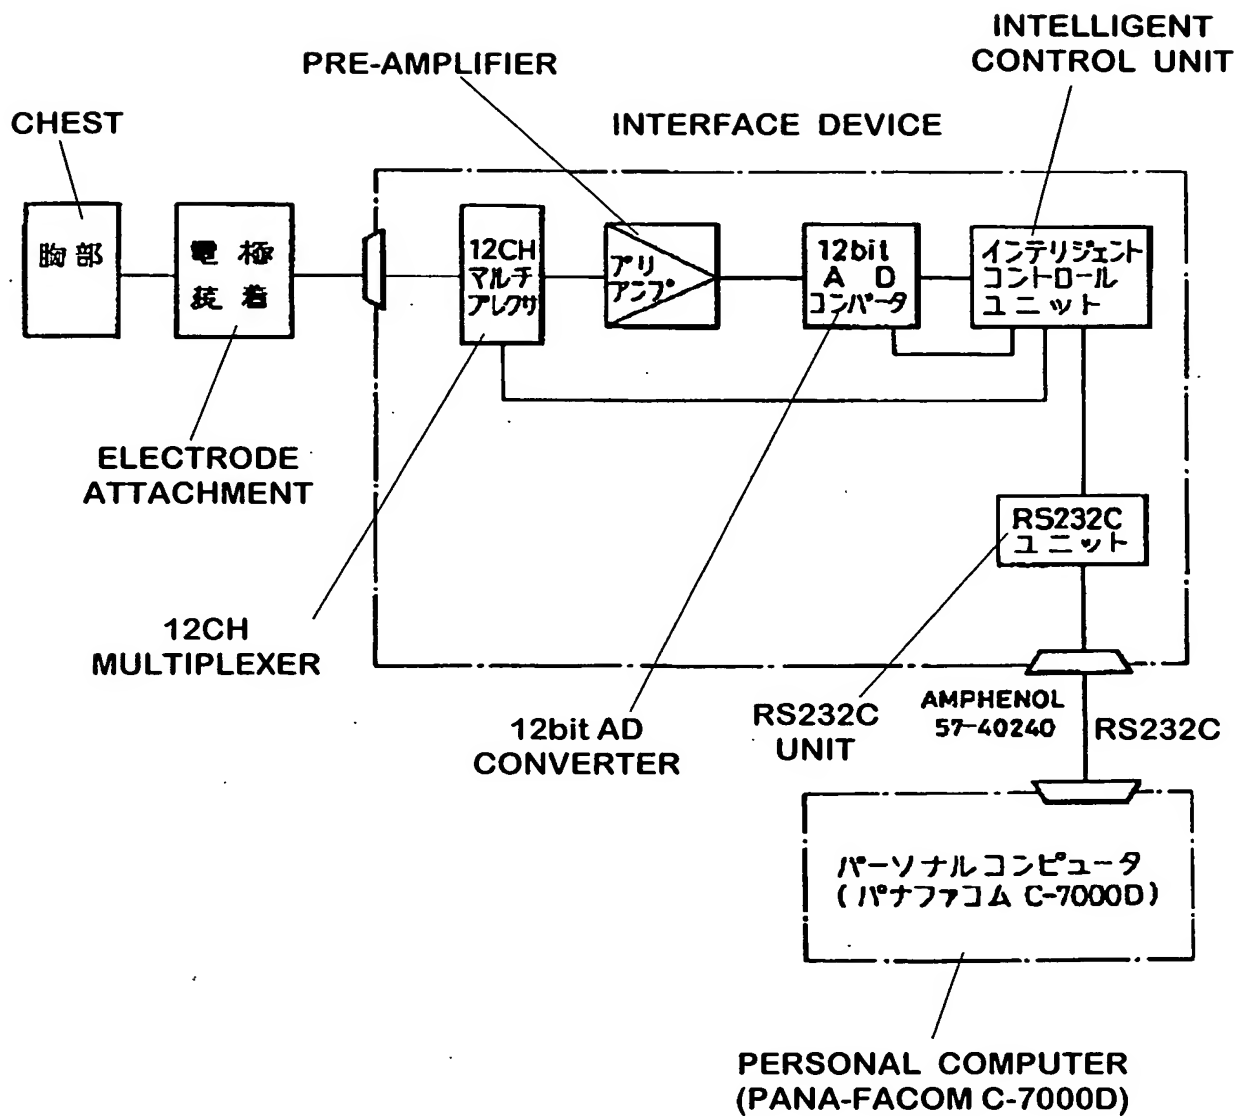 INTELLIGENT
CONTROL UNIT
PRE-AMPLIFIER
CHEST
INTERFACE DEVICE
胸部
電極
装着
12CH
マルチ
プレクサ
プリ
アンプ
12bit
A D
コンバータ
インテリジェント
コントロール
ユニット
ELECTRODE
ATTACHMENT
RS232C
ユニット
12CH
MULTIPLEXER
12bit AD
CONVERTER
RS232C
UNIT
AMPHENOL
57-40240
RS232C
パーソナルコンピュータ
(パナファコム C-7000D)
PERSONAL COMPUTER
(PANA-FACOM C-7000D)